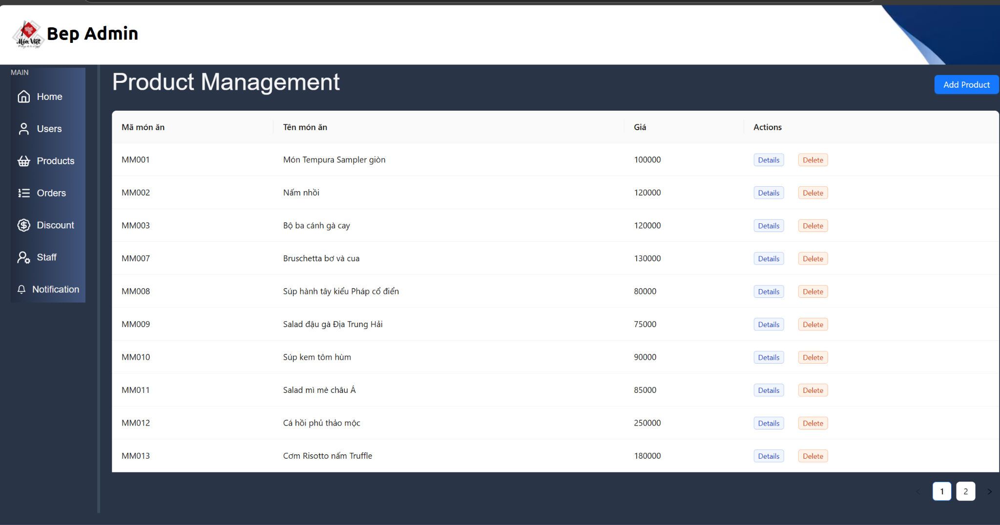 Món Việt
Bep Admin
MAIN
Home
Users
Products
Orders
Discount
Staff
Notification
Product Management
Add Product
Mã món ăn Tên món ăn Giá Actions
MM001 Món Tempura Sampler giòn 100000 Details Delete
MM002 Nấm nhồi 120000 Details Delete
MM003 Bộ ba cánh gà cay 120000 Details Delete
MM007 Bruschetta bơ và cua 130000 Details Delete
MM008 Súp hành tây kiểu Pháp cổ điển 80000 Details Delete
MM009 Salad đậu gà Địa Trung Hải 75000 Details Delete
MM010 Súp kem tôm hùm 90000 Details Delete
MM011 Salad mì mè châu Á 85000 Details Delete
MM012 Cá hồi phủ thảo mộc 250000 Details Delete
MM013 Cơm Risotto nấm Truffle 180000 Details Delete
1 2